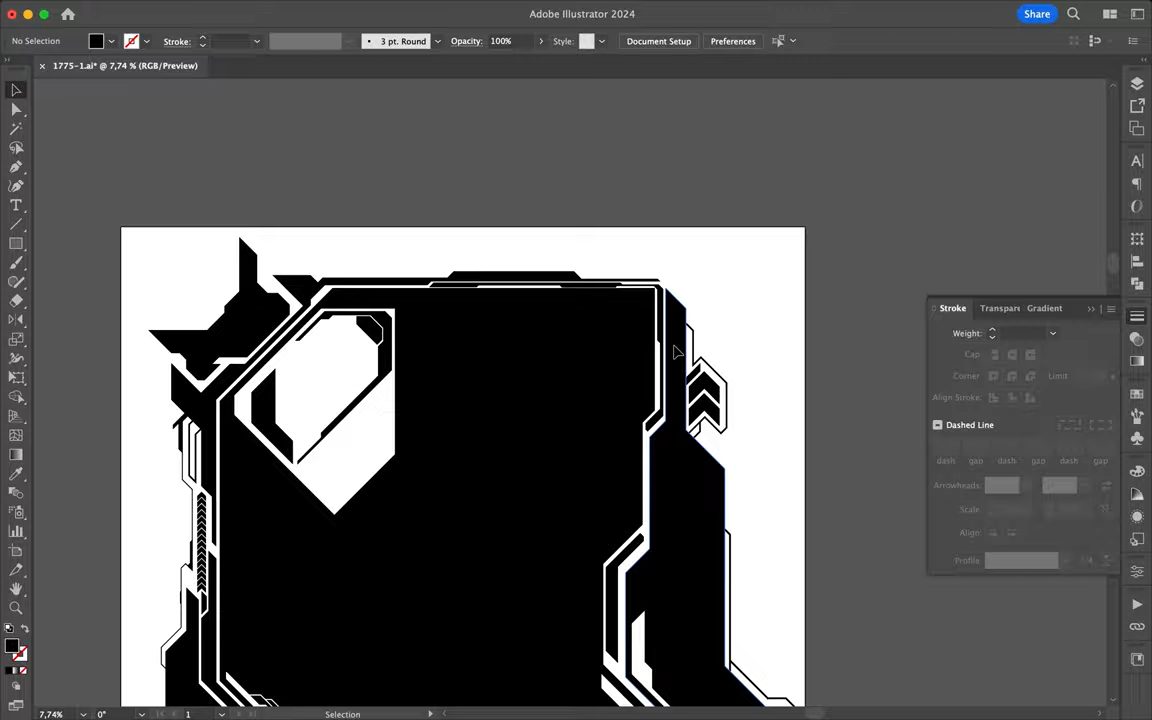 Adobe Illustrator 2024
Share
No Selection
Stroke:
3 pt. Round
Opacity: 100%
Style:
Document Setup
Preferences
1775-1.ai* @ 7,74 % (RGB/Preview)
Stroke
Transpare
Gradient
Weight:
Cap
Corner
Limit
Align Stroke:
Dashed Line
dash gap dash gap dash gap
Arrowheads:
Scale
Align:
Profile
7,74%
0°
1
Selection